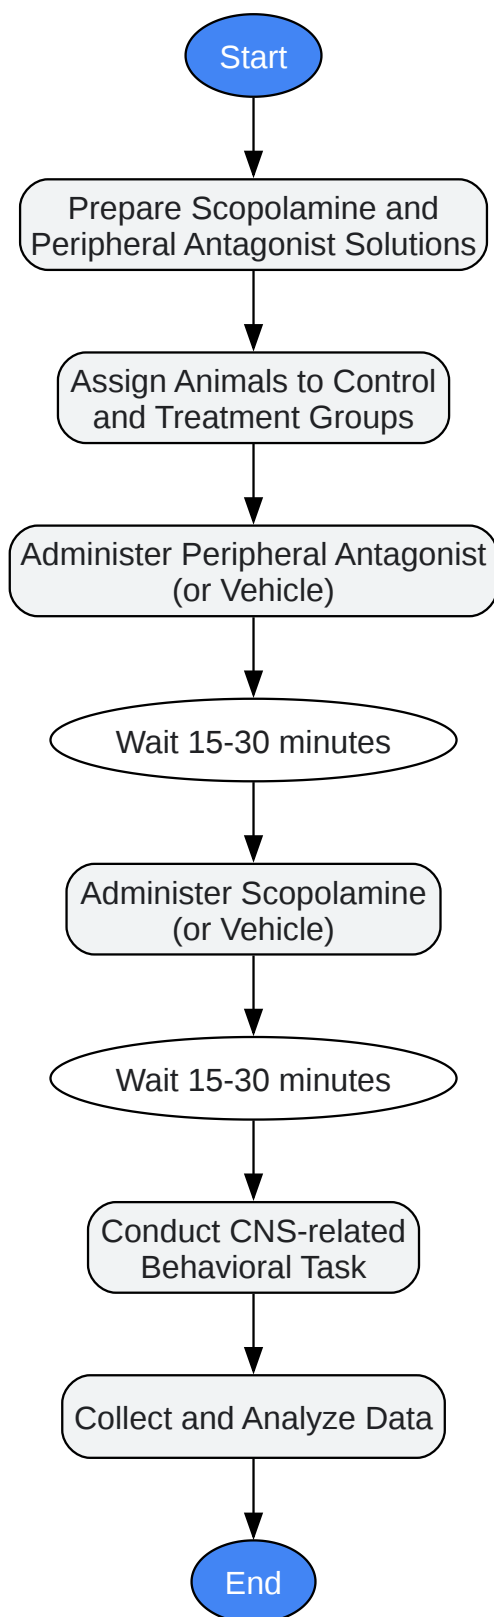 Start
Prepare Scopolamine and
Peripheral Antagonist Solutions
Assign Animals to Control
and Treatment Groups
Administer Peripheral Antagonist
(or Vehicle)
Wait 15-30 minutes
Administer Scopolamine
(or Vehicle)
Wait 15-30 minutes
Conduct CNS-related
Behavioral Task
Collect and Analyze Data
End